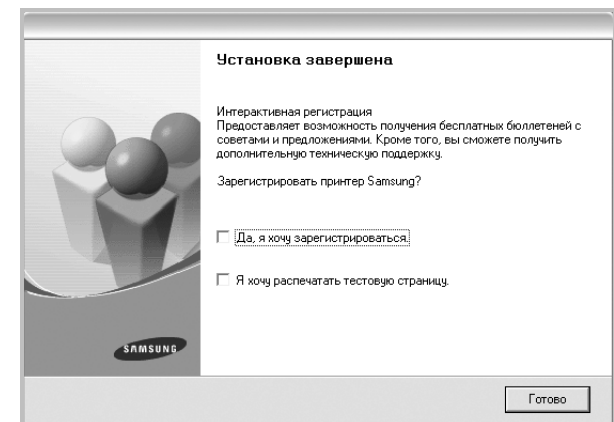 Установка завершена
Интерактивная регистрация
Предоставляет возможность получения бесплатных бюллетеней с
советами и предложениями. Кроме того, вы сможете получить
дополнительную техническую поддержку.
Зарегистрировать принтер Samsung?
Да, я хочу зарегистрироваться.
Я хочу распечатать тестовую страницу.
SAMSUNG
Готово